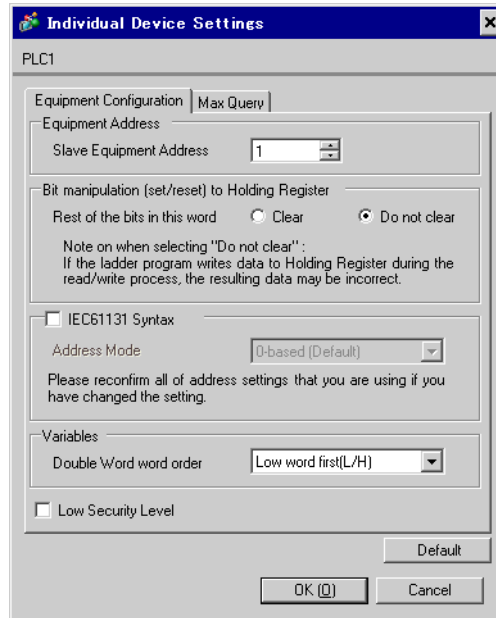 Individual Device Settings
PLC1
Equipment Configuration Max Query
Equipment Address
Slave Equipment Address 1
Bit manipulation (set/reset) to Holding Register
Rest of the bits in this word Clear Do not clear
Note on when selecting "Do not clear" :
If the ladder program writes data to Holding Register during the
read/write process, the resulting data may be incorrect.
IEC61131 Syntax
Address Mode 0-based (Default)
Please reconfirm all of address settings that you are using if you
have changed the setting.
Variables
Double Word word order Low word first(L/H)
Low Security Level
Default
OK (O) Cancel